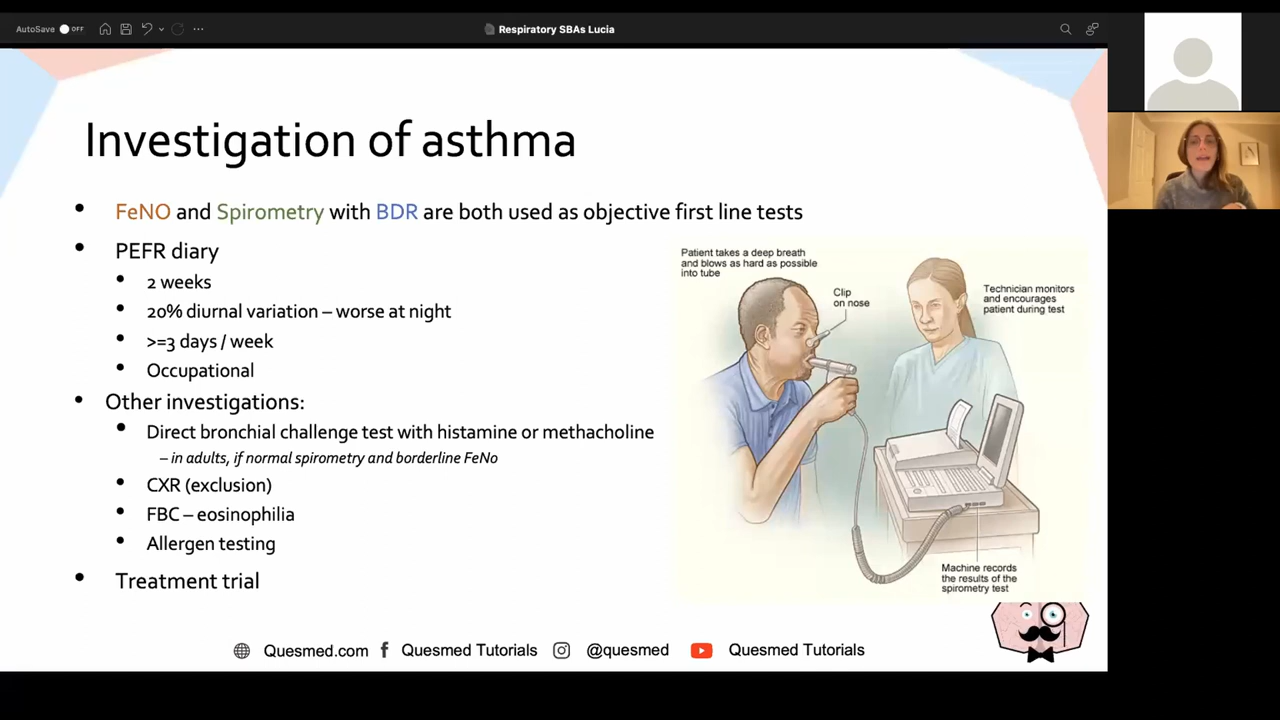 AutoSave OFF
Respiratory SBAs Lucia
Investigation of asthma
FeNO and Spirometry with BDR are both used as objective first line tests
PEFR diary
2 weeks
20% diurnal variation – worse at night
>=3 days / week
Occupational
Other investigations:
Direct bronchial challenge test with histamine or methacholine
– in adults, if normal spirometry and borderline FeNo
CXR (exclusion)
FBC – eosinophilia
Allergen testing
Treatment trial
Patient takes a deep breath
and blows as hard as possible
into tube
Clip
on nose
Technician monitors
and encourages
patient during test
Machine records
the results of the
spirometry test
Quesmed.com Quesmed Tutorials @quesmed Quesmed Tutorials